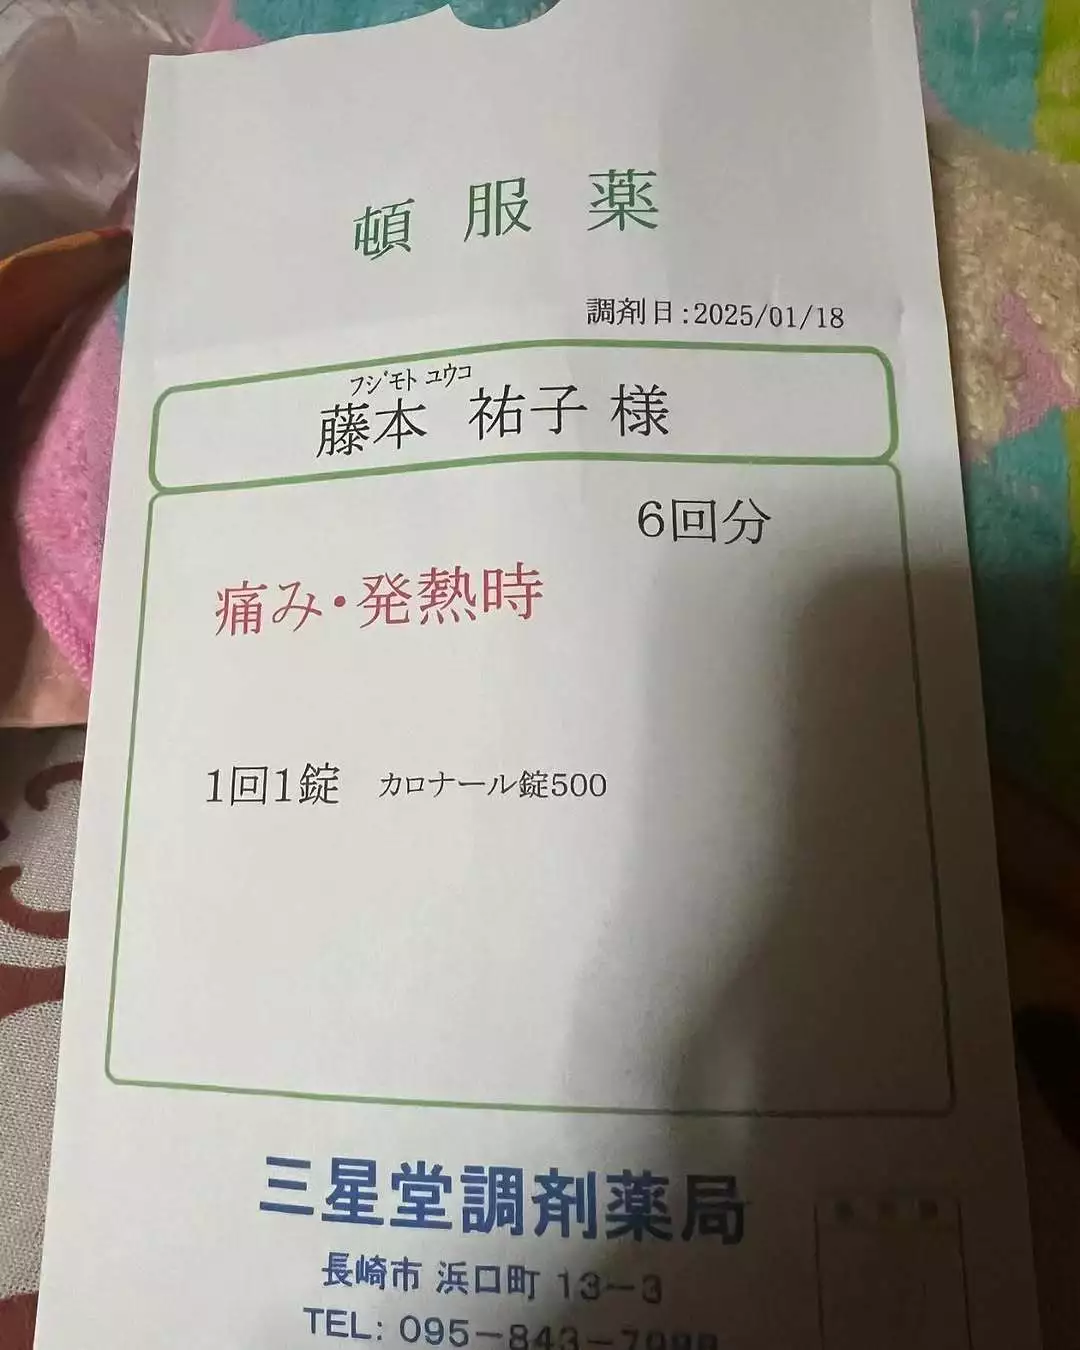 頓服薬
調剤日:2025/01/18
フジモト ユウコ
藤本 祐子 様
6回分
痛み・発熱時
1回1錠 カロナール錠500
三星堂調剤薬局
長崎市 浜口町 13−3
TEL: 095−843−